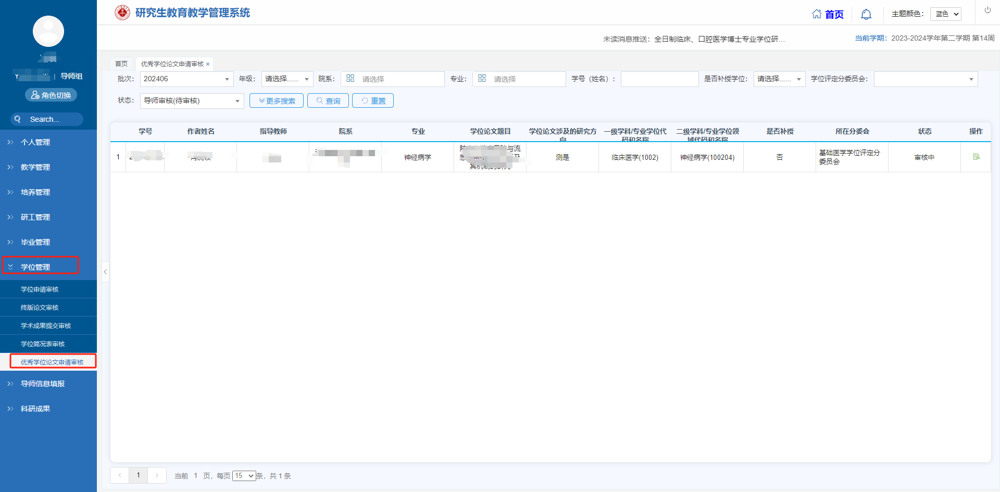 研究生教育教学管理系统
首页
主题颜色： 蓝色
未读消息推送： 全日制临床、口腔医学博士专业学位研...
当前学期： 2023-2024学年第二学期 第14周
导师组
角色切换
Search...
个人管理
教学管理
培养管理
研工管理
毕业管理
学位管理
学位申请审核
终版论文审核
学术成果提交审核
学位简况表审核
优秀学位论文申请审核
导师信息填报
科研成果
首页 优秀学位论文申请审核 ×
批次： 202406 年级： 请选择...... 院系： 请选择 专业： 请选择 学号（姓名）： 是否补授学位： 请选择...... 学位评定分委员会：
状态： 导师审核(待审核) 更多搜索 查询 重置
学号 作者姓名 指导教师 院系 专业 学位论文题目 学位论文涉及的研究方向 一级学科/专业学位代码和名称 二级学科/专业学位领域代码和名称 是否补授 所在分委会 状态 操作
1 神经病学 与流 测是 临床医学(1002) 神经病学(100204) 否 基础医学学位评定分
委员会 审核中
1 当前 1 页，每页 15 条，共 1 条